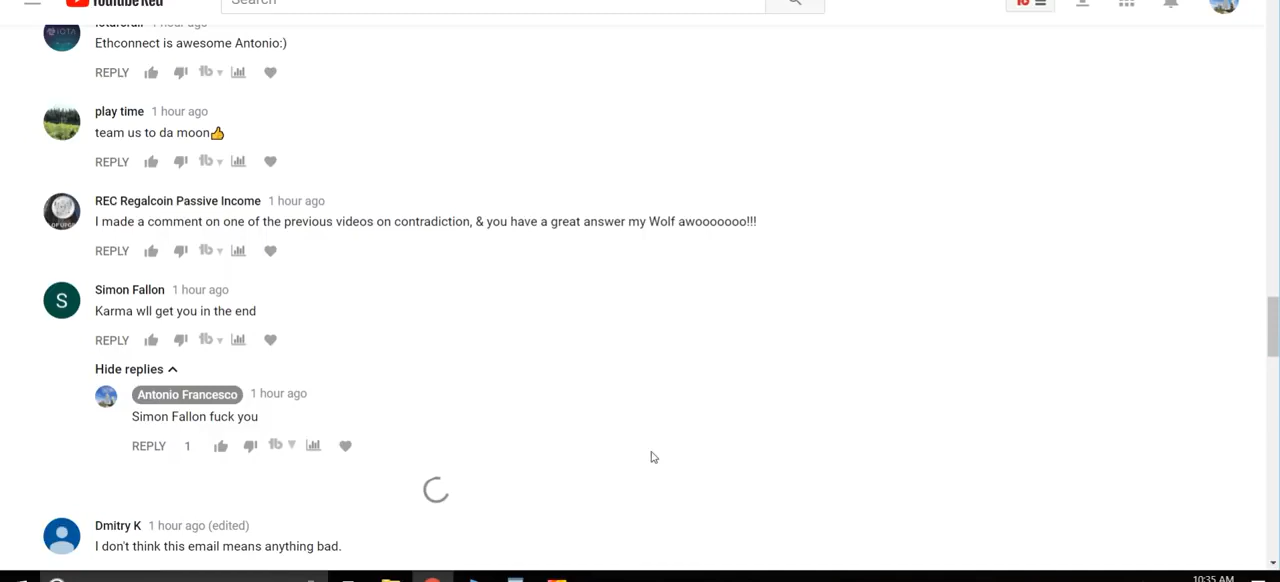 YouTube Red
Search
1 hour ago
Ethconnect is awesome Antonio:)
REPLY
play time 1 hour ago
team us to da moon👍
REPLY
REC Regalcoin Passive Income 1 hour ago
I made a comment on one of the previous videos on contradiction, & you have a great answer my Wolf awooooooo!!!
REPLY
S
Simon Fallon 1 hour ago
Karma wll get you in the end
REPLY
Hide replies
Antonio Francesco 1 hour ago
Simon Fallon fuck you
REPLY 1
Dmitry K 1 hour ago (edited)
I don't think this email means anything bad.
10:35 AM